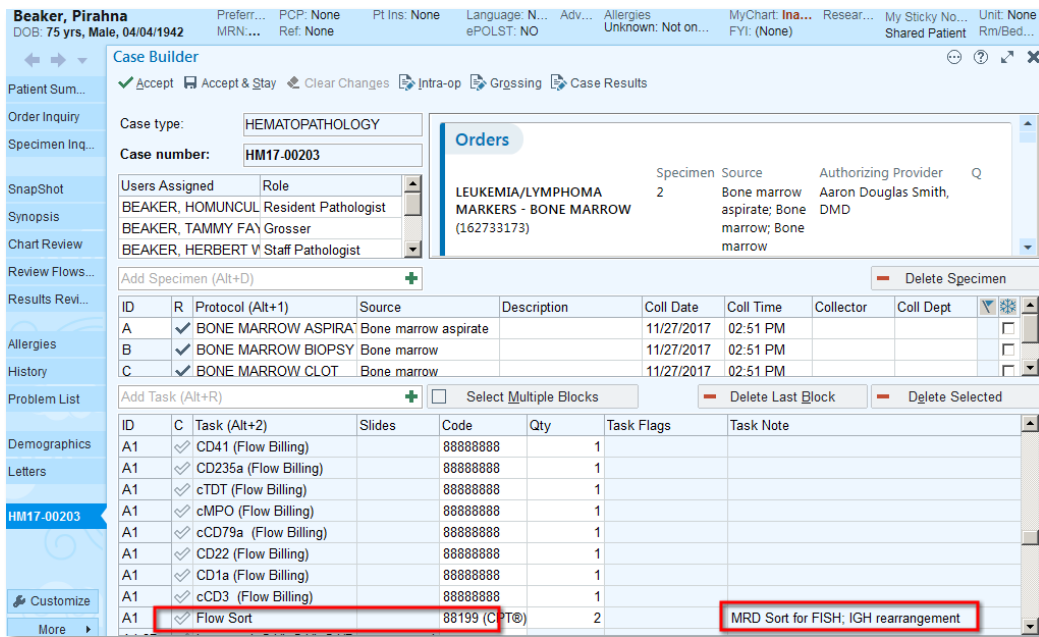 Beaker, Pirahna Preferr... PCP: None Pt Ins: None Language: N... Adv... Allergies MyChart: Ina... Resear... My Sticky No... Unit: None
DOB: 75 yrs, Male, 04/04/1942 MRN:... Ref: None ePOLST: NO Unknown: Not on... FYI: (None) Shared Patient Rm/Bed...
Case Builder
Accept Accept & Stay Clear Changes Intra-op Grossing Case Results
Patient Sum...
Order Inquiry
Specimen Inq...
SnapShot
Synopsis
Chart Review
Review Flows...
Results Revi...
Allergies
History
Problem List
Demographics
Letters
HM17-00203
Customize
More
Case type: HEMATOPATHOLOGY
Case number: HM17-00203
Users Assigned Role
BEAKER, HOMUNCUL Resident Pathologist
BEAKER, TAMMY FAY Grosser
BEAKER, HERBERT W Staff Pathologist
Orders
Specimen Source Authorizing Provider Q
LEUKEMIA/LYMPHOMA 2 Bone marrow Aaron Douglas Smith,
MARKERS - BONE MARROW aspirate; Bone DMD
(162733173) marrow; Bone
marrow
Add Specimen (Alt+D) Delete Specimen
ID R Protocol (Alt+1) Source Description Coll Date Coll Time Collector Coll Dept
A BONE MARROW ASPIRAT Bone marrow aspirate 11/27/2017 02:51 PM
B BONE MARROW BIOPSY Bone marrow 11/27/2017 02:51 PM
C BONE MARROW CLOT Bone marrow 11/27/2017 02:51 PM
Add Task (Alt+R) Select Multiple Blocks Delete Last Block Delete Selected
ID C Task (Alt+2) Slides Code Qty Task Flags Task Note
A1 CD41 (Flow Billing) 88888888 1
A1 CD235a (Flow Billing) 88888888 1
A1 cTDT (Flow Billing) 88888888 1
A1 cMPO (Flow Billing) 88888888 1
A1 cCD79a (Flow Billing) 88888888 1
A1 CD22 (Flow Billing) 88888888 1
A1 CD1a (Flow Billing) 88888888 1
A1 cCD3 (Flow Billing) 88888888 1
A1 Flow Sort 88199 (CPT®) 2 MRD Sort for FISH; IGH rearrangement